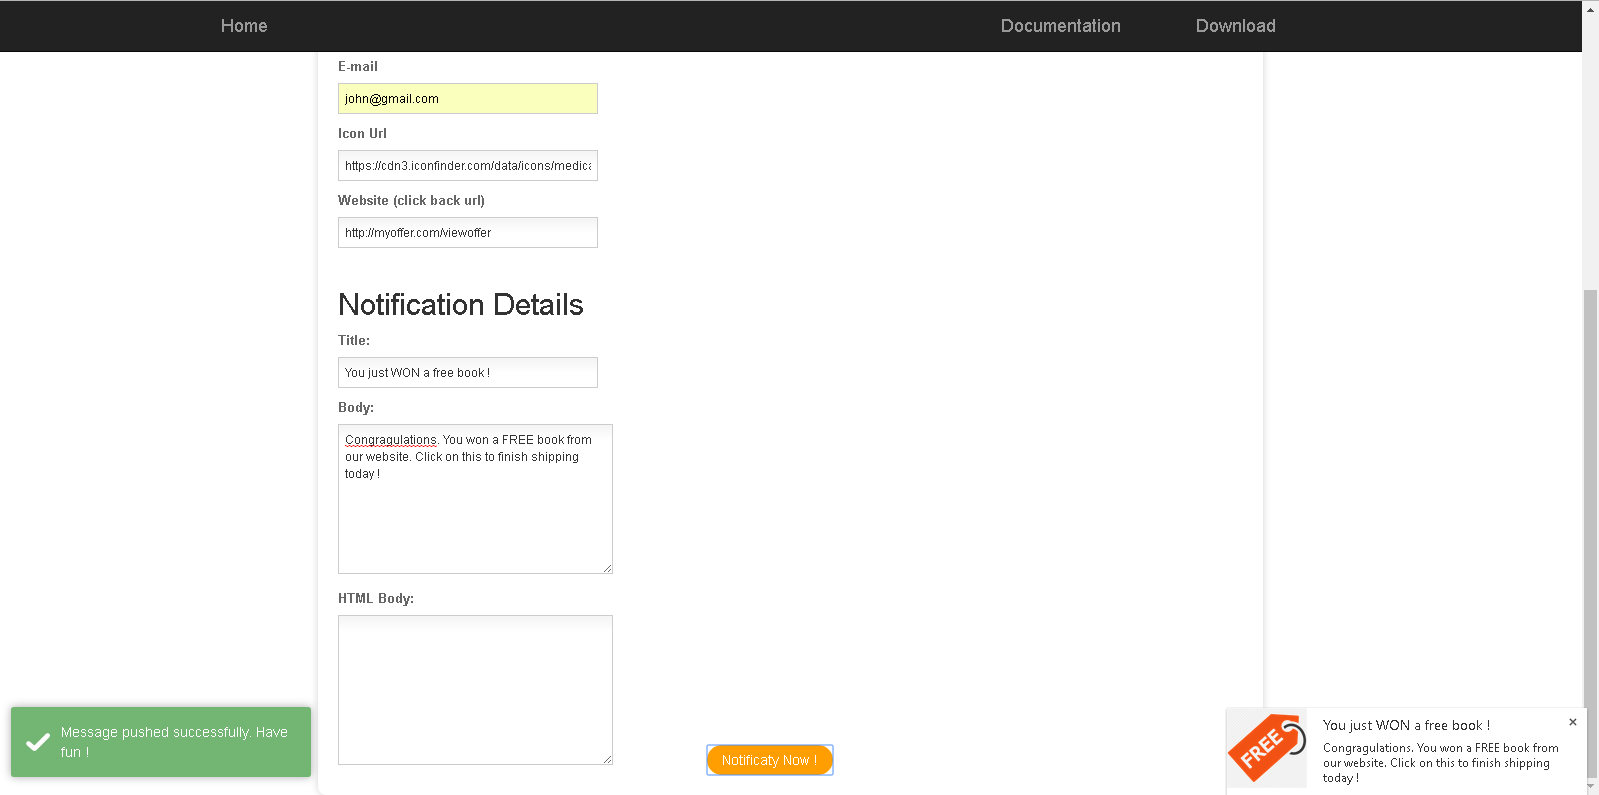 Home
Documentation
Download
E-mail
john@gmail.com
Icon Url
https://cdn3.iconfinder.com/data/icons/medica
Website (click back url)
http://myoffer.com/viewoffer
Notification Details
Title:
You just WON a free book !
Body:
Congragulations. You won a FREE book from
our website. Click on this to finish shipping
today !
HTML Body:
Message pushed successfully. Have
fun !
Notificaty Now !
FREE
You just WON a free book !
×
Congragulations. You won a FREE book from
our website. Click on this to finish shipping
today !